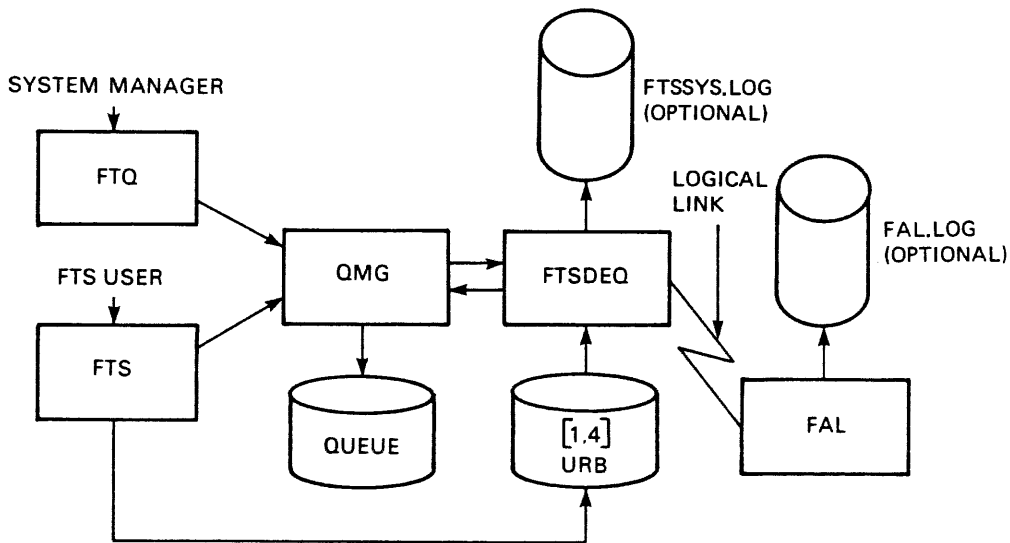 SYSTEM MANAGER
FTQ
FTS USER
FTS
QMG
QUEUE
FTSSYS.LOG
(OPTIONAL)
FTSDEQ
[1,4]
URB
LOGICAL
LINK
FAL.LOG
(OPTIONAL)
FAL